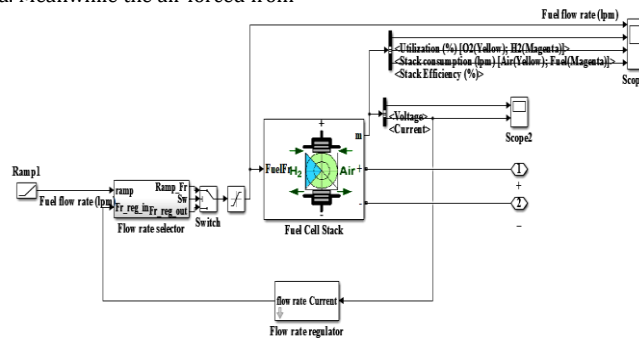 a. Meanwhile the air forced from
Fuel flow rate (lpm)
<Utilization (%) [O2(Yellow); H2(Magenta)]>
<Stack consumption (lpm) [Air(Yellow); Fuel(Magenta)]>
<Stack Efficiency (%)>
Scop
<Voltage>
<Current>
Scope2
m
+
FuelFr
H2
Air
+
-
-
Fuel Cell Stack
1
+
2
-
Ramp1
Fuel flow rate (lpm)
ramp
Fr_reg_in
Ramp_Fr
Sw
Fr_reg_out
Flow rate selector
Switch
flow rate Current
Flow rate regulator